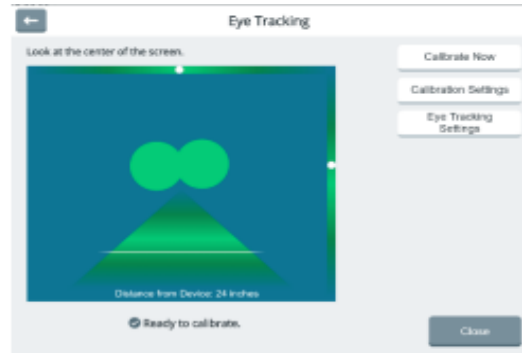 Eye Tracking
Look at the center of the screen.
Calibrate Now
Calibration Settings
Eye Tracking
Settings
Distance from Device: 24 inches
Ready to calibrate.
Close